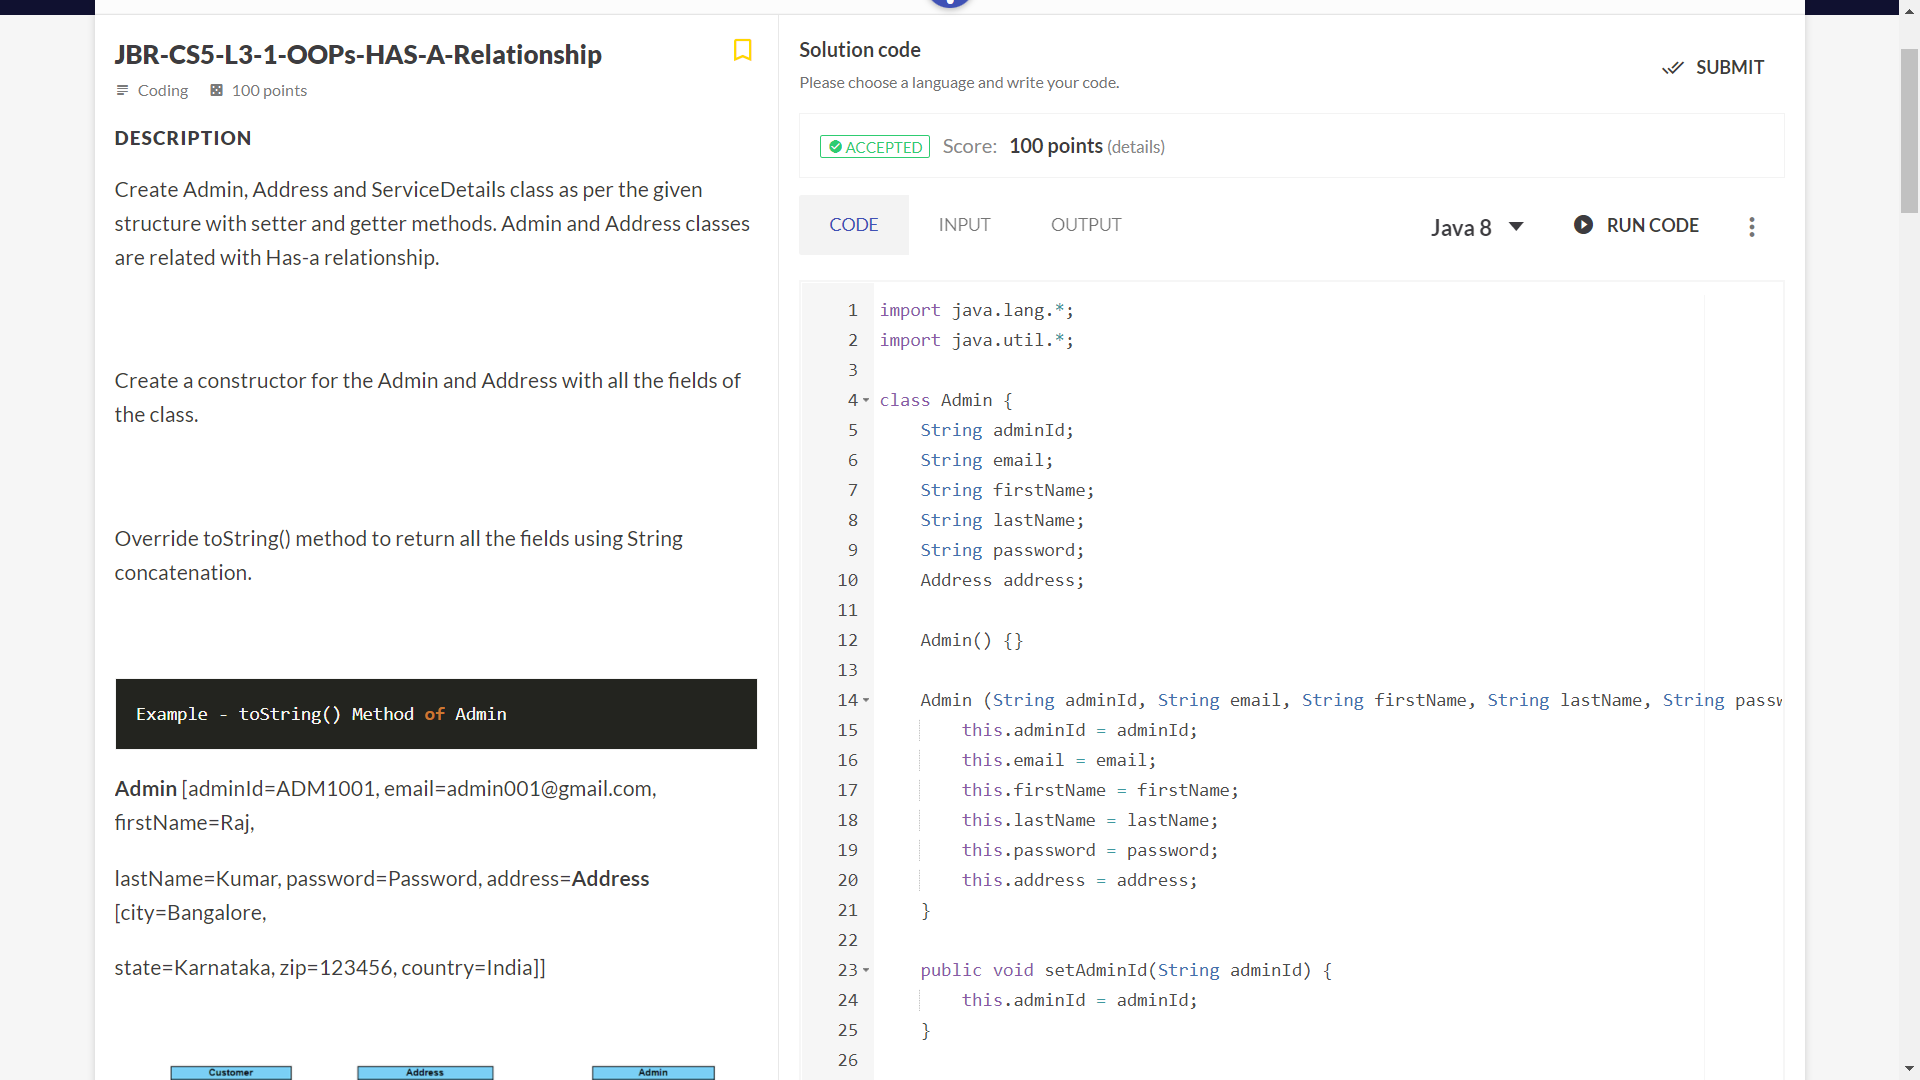 JBR-CS5-L3-1-OOPs-HAS-A-Relationship
Coding 100 points
DESCRIPTION
Create Admin, Address and ServiceDetails class as per the given
structure with setter and getter methods. Admin and Address classes
are related with Has-a relationship.
Create a constructor for the Admin and Address with all the fields of
the class.
Override toString() method to return all the fields using String
concatenation.
Example - toString() Method of Admin
Admin [adminId=ADM1001, email=admin001@gmail.com,
firstName=Raj,
lastName=Kumar, password=Password, address=Address
[city=Bangalore,
state=Karnataka, zip=123456, country=India]]
Customer Address Admin
Solution code
Please choose a language and write your code.
SUBMIT
ACCEPTED Score: 100 points (details)
CODE INPUT OUTPUT Java 8 RUN CODE
1 import java.lang.*;
2 import java.util.*;
3
4 class Admin {
5 String adminId;
6 String email;
7 String firstName;
8 String lastName;
9 String password;
10 Address address;
11
12 Admin() {}
13
14 Admin (String adminId, String email, String firstName, String lastName, String passw
15 this.adminId = adminId;
16 this.email = email;
17 this.firstName = firstName;
18 this.lastName = lastName;
19 this.password = password;
20 this.address = address;
21 }
22
23 public void setAdminId(String adminId) {
24 this.adminId = adminId;
25 }
26